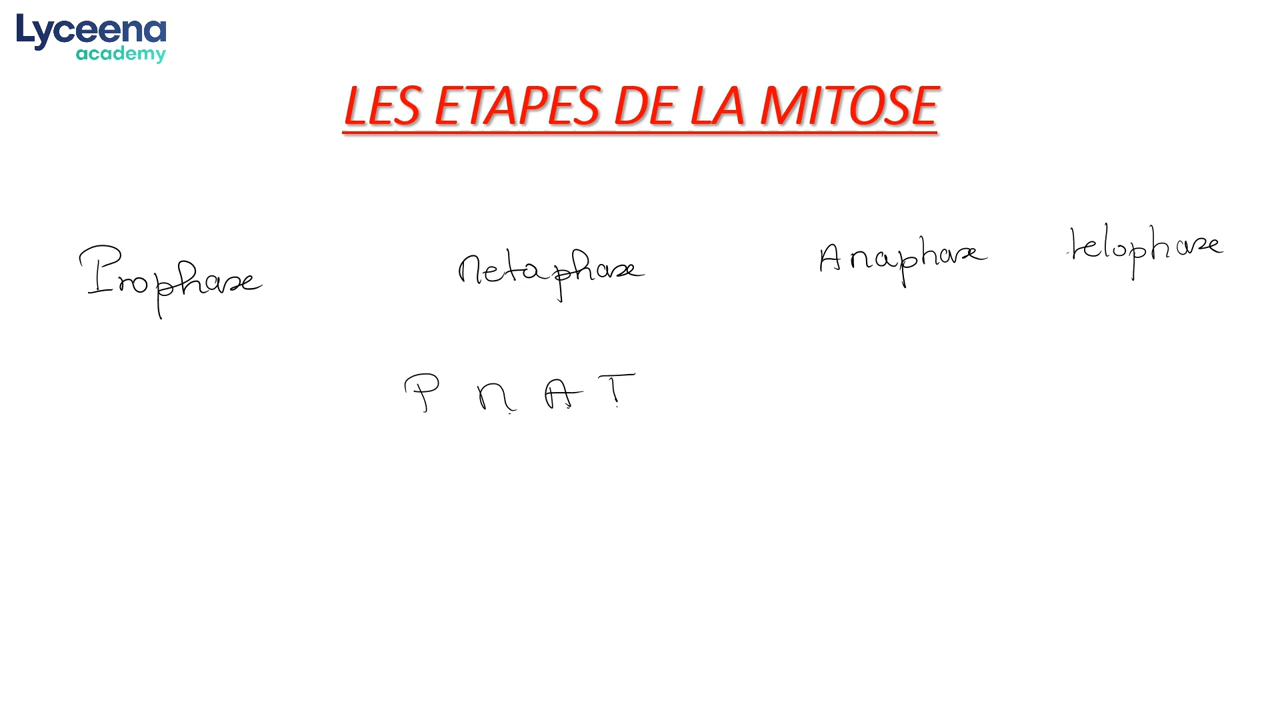 Lyceena
academy
LES ETAPES DE LA MITOSE
Prophase Metaphase Anaphase telophase
P M A T